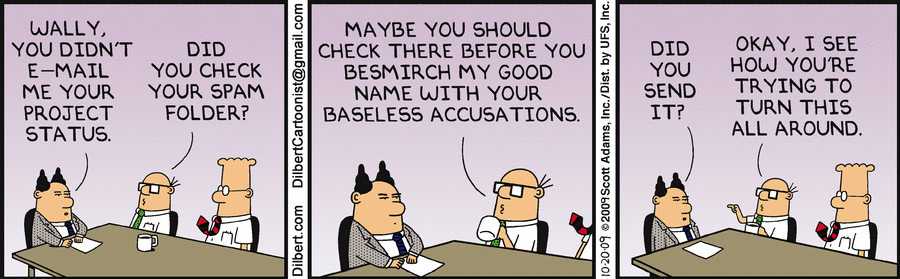 WALLY,
YOU DIDN'T
E-MAIL
ME YOUR
PROJECT
STATUS.
DID
YOU CHECK
YOUR SPAM
FOLDER?
Dilbert.com DilbertCartoonist@gmail.com
MAYBE YOU SHOULD
CHECK THERE BEFORE YOU
BESMIRCH MY GOOD
NAME WITH YOUR
BASELESS ACCUSATIONS.
10-20-09 ©2009 Scott Adams, Inc./Dist. by UFS, Inc.
DID
YOU
SEND
IT?
OKAY, I SEE
HOW YOU'RE
TRYING TO
TURN THIS
ALL AROUND.